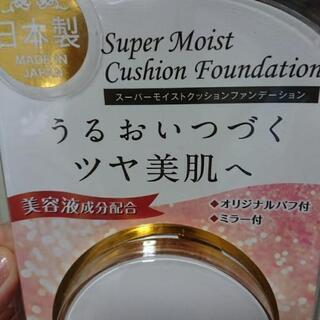 日本製
MADE IN
JAPAN
Super Moist
Cushion Foundation
スーパーモイストクッションファンデーション
うるおいつづく
ツヤ美肌へ
美容液成分配合
・オリジナルパフ付
・ミラー付